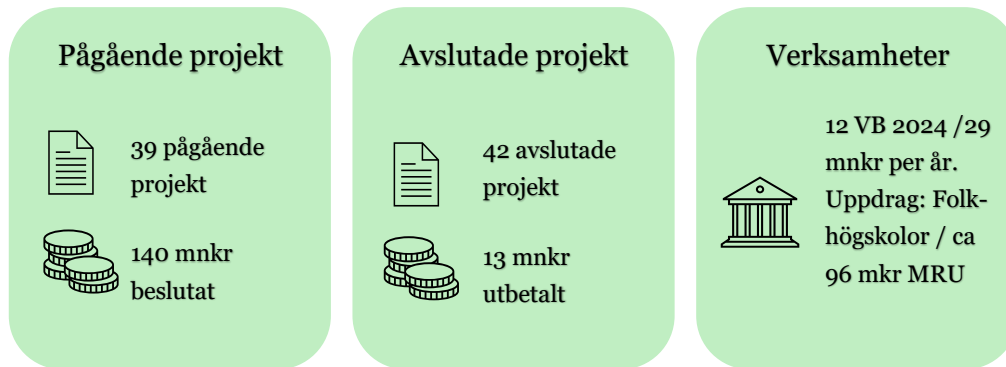 Pågående projekt
39 pågående
projekt
140 mnkr
beslutat
Avslutade projekt
42 avslutade
projekt
13 mnkr
utbetalt
Verksamheter
12 VB 2024 /29
mnkr per år.
Uppdrag: Folk-
högskolor / ca
96 mkr MRU